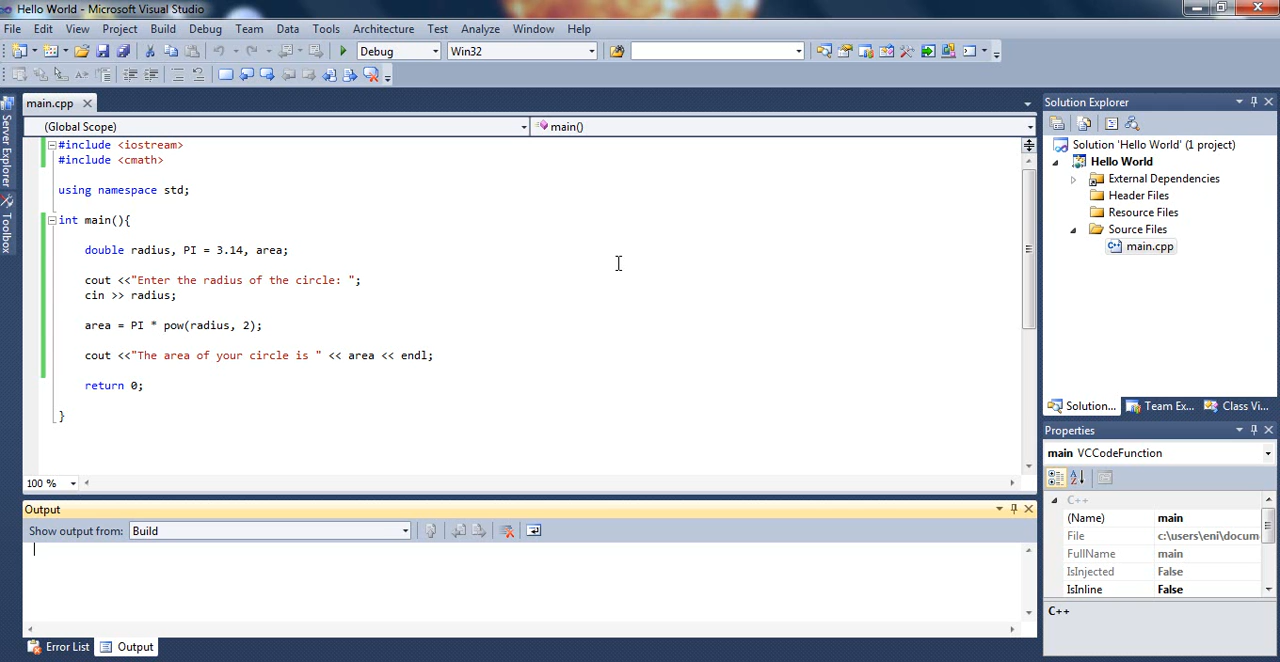 Hello World - Microsoft Visual Studio
File Edit View Project Build Debug Team Data Tools Architecture Test Analyze Window Help
Debug Win32
Server Explorer
Toolbox
main.cpp
(Global Scope) main()
#include <iostream>
#include <cmath>
using namespace std;
int main(){
double radius, PI = 3.14, area;
cout <<"Enter the radius of the circle: ";
cin >> radius;
area = PI * pow(radius, 2);
cout <<"The area of your circle is " << area << endl;
return 0;
}
100 %
Output
Show output from: Build
Error List Output
Solution Explorer
Solution 'Hello World' (1 project)
Hello World
External Dependencies
Header Files
Resource Files
Source Files
main.cpp
Solution... Team Ex... Class Vi...
Properties
main VCCodeFunction
C++
(Name) main
File c:\users\eni\docum
FullName main
IsInjected False
IsInline False
C++